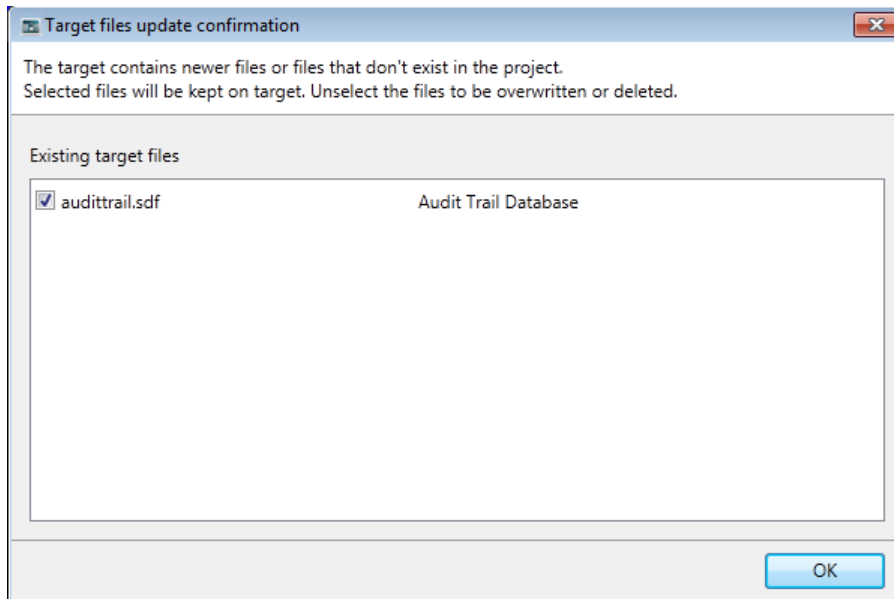 Target files update confirmation
The target contains newer files or files that don't exist in the project.
Selected files will be kept on target. Unselect the files to be overwritten or deleted.
Existing target files
audittrail.sdf Audit Trail Database
OK